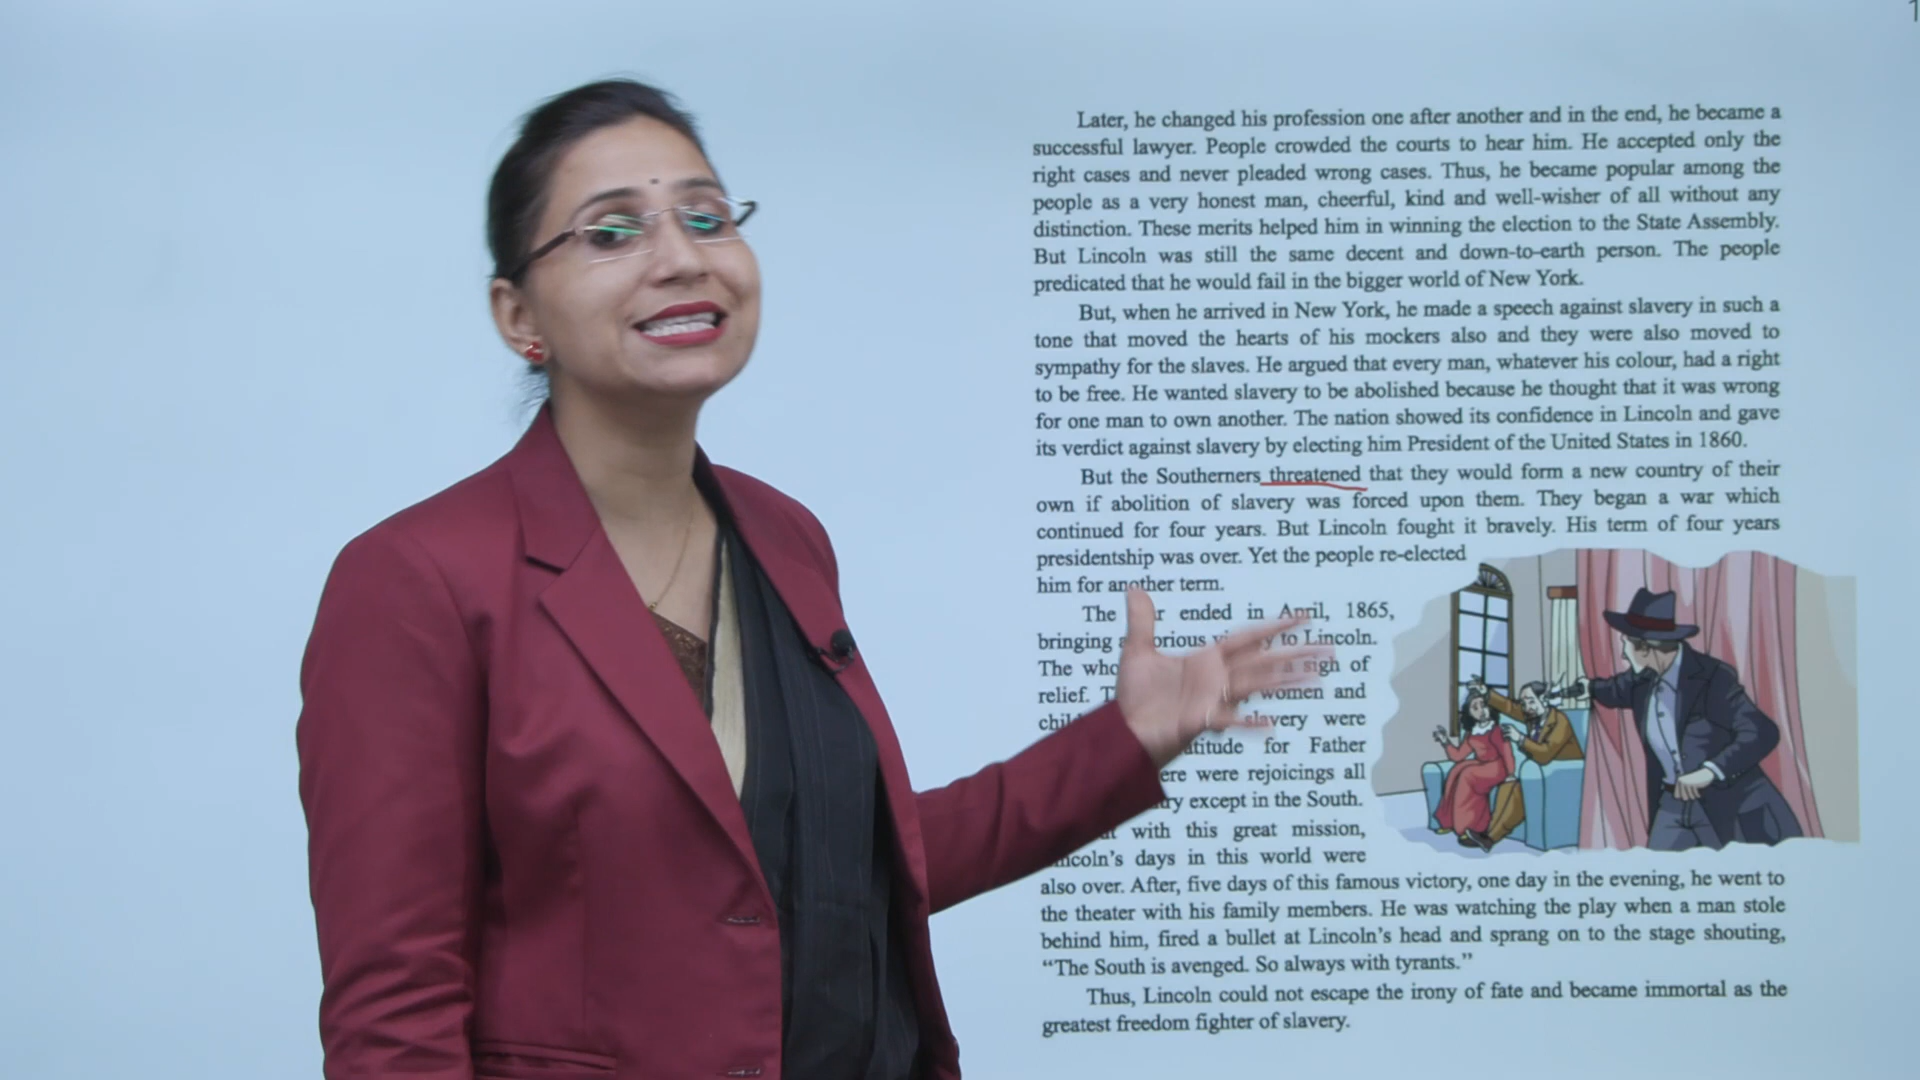 Later, he changed his profession one after another and in the end, he became a
successful lawyer. People crowded the courts to hear him. He accepted only the
right cases and never pleaded wrong cases. Thus, he became popular among the
people as a very honest man, cheerful, kind and well-wisher of all without any
distinction. These merits helped him in winning the election to the State Assembly.
But Lincoln was still the same decent and down-to-earth person. The people
predicated that he would fail in the bigger world of New York.
But, when he arrived in New York, he made a speech against slavery in such a
tone that moved the hearts of his mockers also and they were also moved to
sympathy for the slaves. He argued that every man, whatever his colour, had a right
to be free. He wanted slavery to be abolished because he thought that it was wrong
for one man to own another. The nation showed its confidence in Lincoln and gave
its verdict against slavery by electing him President of the United States in 1860.
But the Southerners threatened that they would form a new country of their
own if abolition of slavery was forced upon them. They began a war which
continued for four years. But Lincoln fought it bravely. His term of four years
presidentship was over. Yet the people re-elected
him for another term.
The ended in April, 1865,
bringing to Lincoln.
The a sigh of
relief. women and
slavery were
for Father
were rejoicings all
except in the South.
with this great mission,
Lincoln's days in this world were
also over. After, five days of this famous victory, one day in the evening, he went to
the theater with his family members. He was watching the play when a man stole
behind him, fired a bullet at Lincoln's head and sprang on to the stage shouting,
"The South is avenged. So always with tyrants."
Thus, Lincoln could not escape the irony of fate and became immortal as the
greatest freedom fighter of slavery.